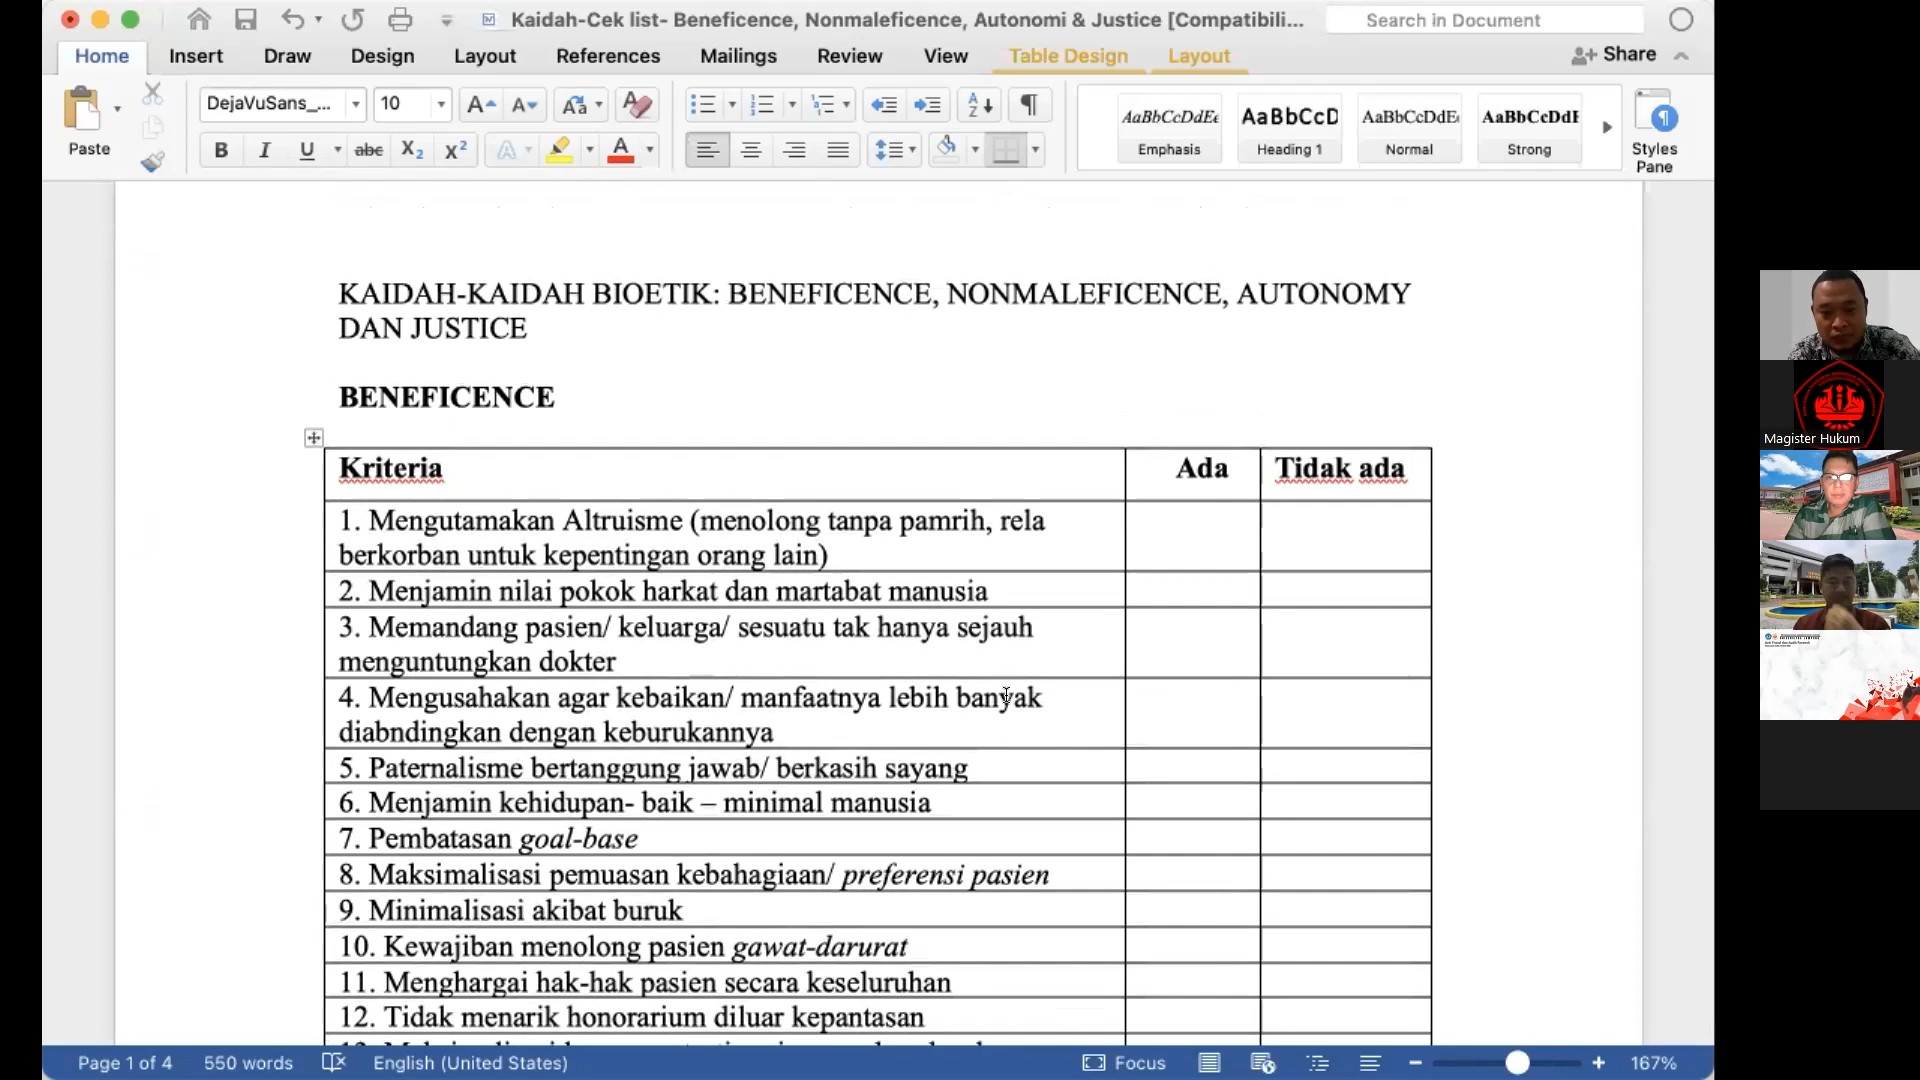 Kaidah-Cek list- Beneficence, Nonmaleficence, Autonomi & Justice [Compatibili...
Search in Document
Home Insert Draw Design Layout References Mailings Review View Table Design Layout Share
DejaVuSans_... 10
Paste
AaBbCcDdEe AaBbCcD AaBbCcDdE AaBbCcDdE
Emphasis Heading 1 Normal Strong
Styles
Pane
KAIDAH-KAIDAH BIOETIK: BENEFICENCE, NONMALEFICENCE, AUTONOMY
DAN JUSTICE
BENEFICENCE
Kriteria Ada Tidak ada
1. Mengutamakan Altruisme (menolong tanpa pamrih, rela
berkorban untuk kepentingan orang lain)
2. Menjamin nilai pokok harkat dan martabat manusia
3. Memandang pasien/ keluarga/ sesuatu tak hanya sejauh
menguntungkan dokter
4. Mengusahakan agar kebaikan/ manfaatnya lebih banyak
diabndingkan dengan keburukannya
5. Paternalisme bertanggung jawab/ berkasih sayang
6. Menjamin kehidupan- baik – minimal manusia
7. Pembatasan goal-base
8. Maksimalisasi pemuasan kebahagiaan/ preferensi pasien
9. Minimalisasi akibat buruk
10. Kewajiban menolong pasien gawat-darurat
11. Menghargai hak-hak pasien secara keseluruhan
12. Tidak menarik honorarium diluar kepantasan
Page 1 of 4 550 words English (United States) Focus 167%
Magister Hukum